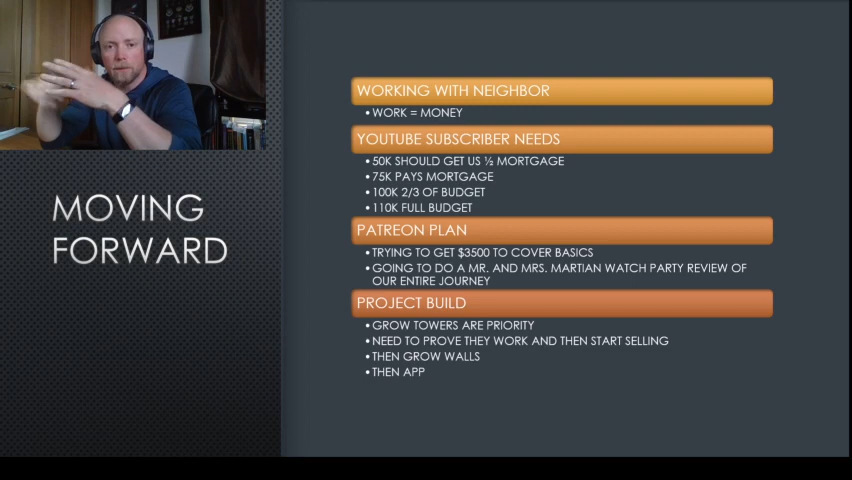 MOVING
FORWARD
WORKING WITH NEIGHBOR
• WORK = MONEY
YOUTUBE SUBSCRIBER NEEDS
• 50K SHOULD GET US ½ MORTGAGE
• 75K PAYS MORTGAGE
• 100K 2/3 OF BUDGET
• 110K FULL BUDGET
PATREON PLAN
• TRYING TO GET $3500 TO COVER BASICS
• GOING TO DO A MR. AND MRS. MARTIAN WATCH PARTY REVIEW OF
OUR ENTIRE JOURNEY
PROJECT BUILD
• GROW TOWERS ARE PRIORITY
• NEED TO PROVE THEY WORK AND THEN START SELLING
• THEN GROW WALLS
• THEN APP